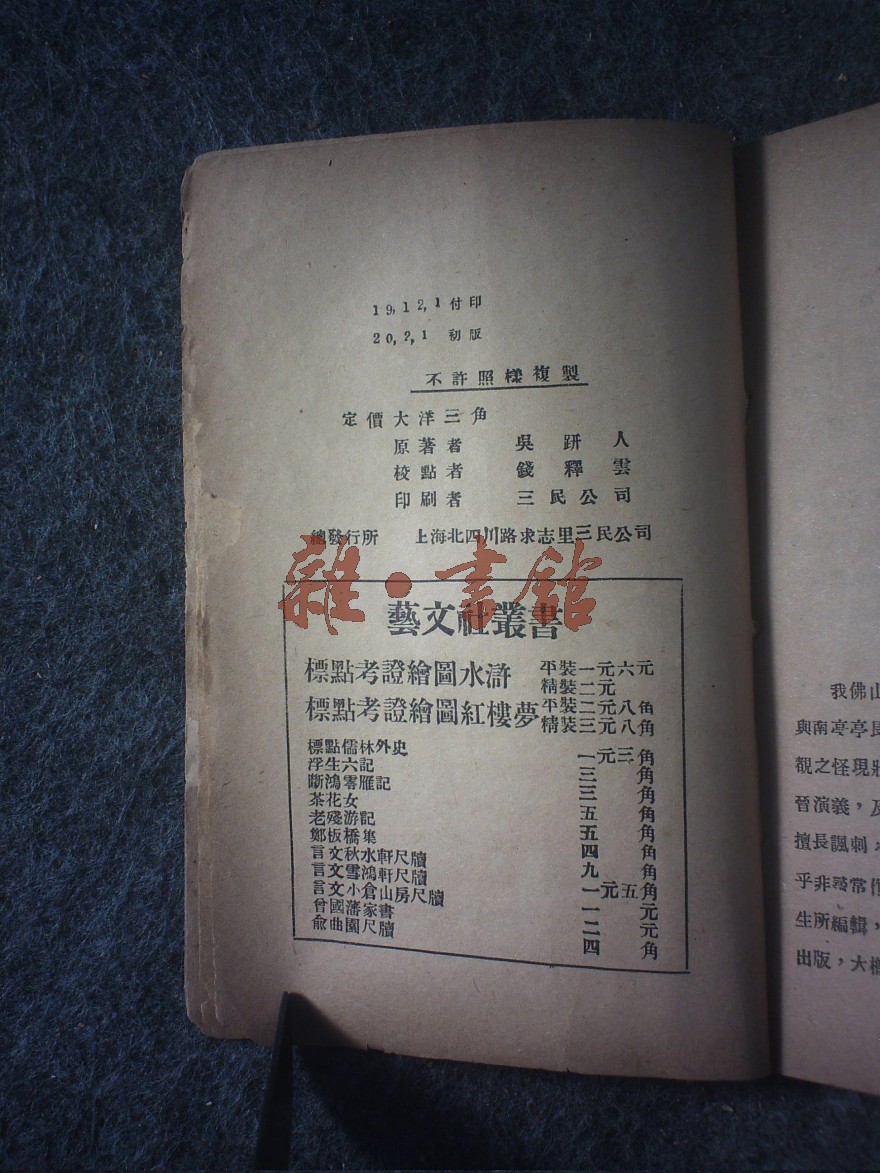 19,12,1 付印
20,2,1 初版
不許照樣複製
定價大洋三角
原著者 吳趼人
校點者 錢釋雲
印刷者 三民公司
總發行所 上海北四川路求志里三民公司
雜·書館
藝文社叢書
標點考證繪圖水滸 平裝一元六元
精裝二元
標點考證繪圖紅樓夢 平裝二元八角
精裝三元八角
標點儒林外史 一元三角
浮生六記 三角
斷鴻零雁記 三角
茶花女 五角
老殘游記 五角
鄭板橋集 四角
言文秋水軒尺牘 九角
言文雪鴻軒尺牘 一元五角
言文小倉山房尺牘 一元
曾國藩家書 二元
俞曲園尺牘 四角
我佛山
與南亭亭長
覩之怪現狀
晉演義，及
擅長諷刺，
乎非尋常作
生所編輯，
出版，大